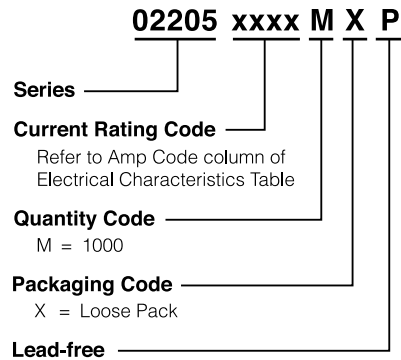 02205 xxxx M X P
Series
Current Rating Code
Refer to Amp Code column of
Electrical Characteristics Table
Quantity Code
M = 1000
Packaging Code
X = Loose Pack
Lead-free